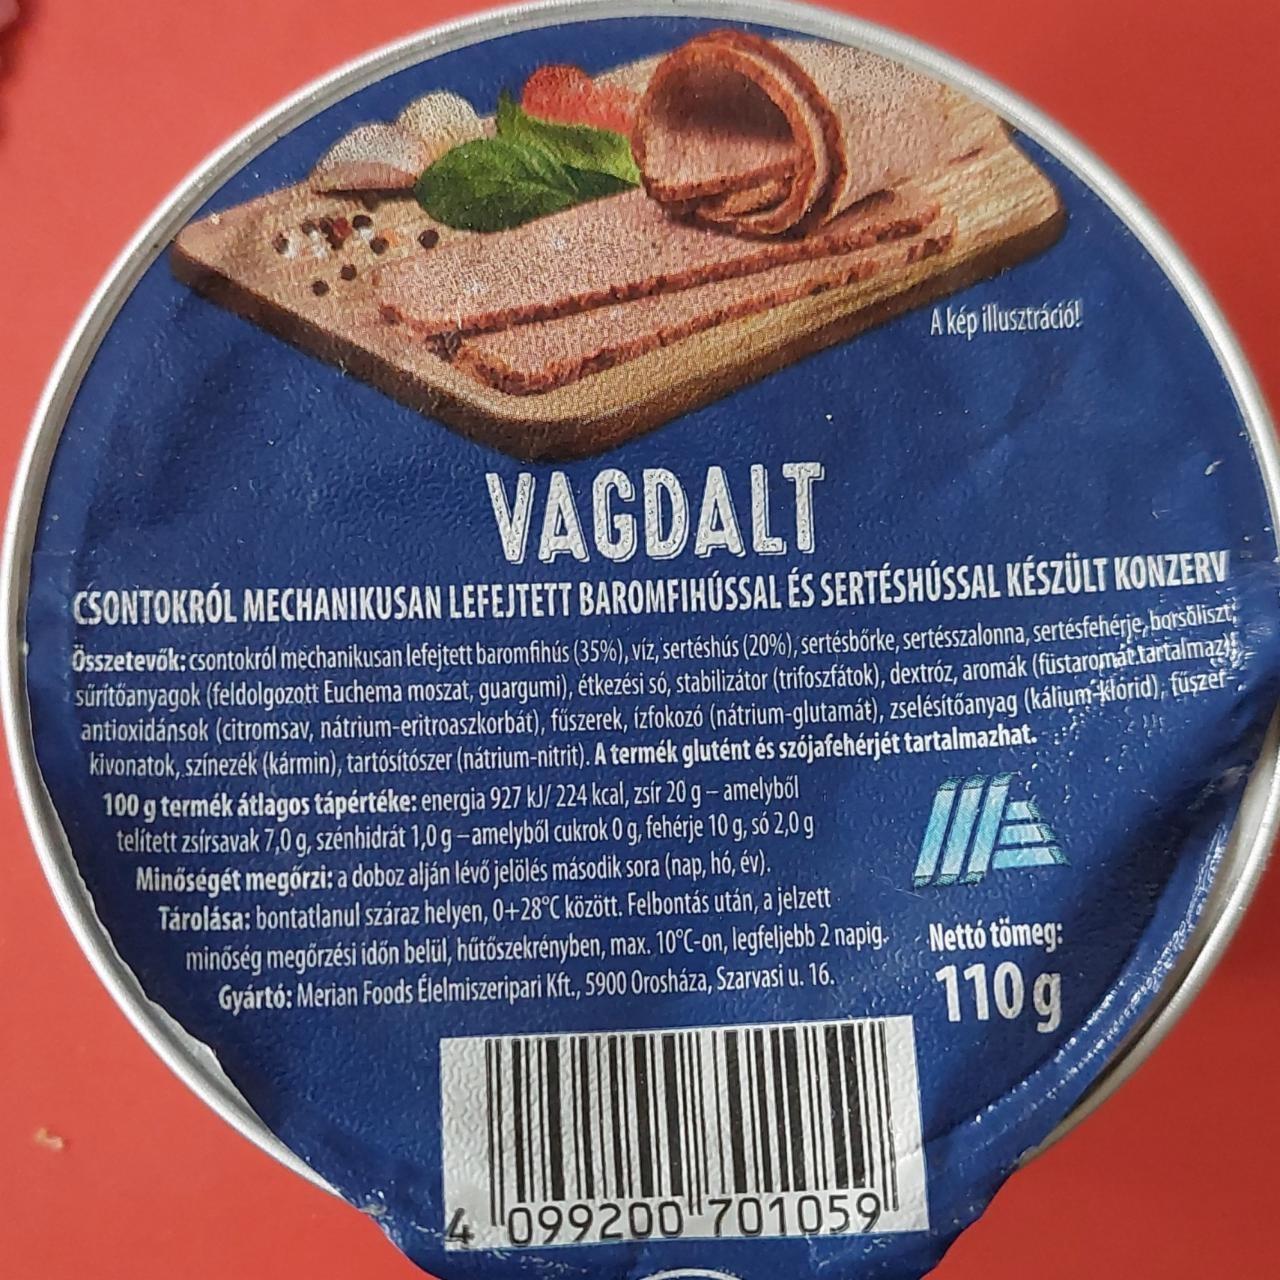 A kép illusztráció!
VAGDALT
CSONTOKRÓL MECHANIKUSAN LEFEJTETT BAROMFIHÚSSAL ÉS SERTÉSHÚSSAL KÉSZÜLT KONZERV
Összetevők: csontokról mechanikusan lefejtett baromfihús (35%), víz, sertéshús (20%), sertésbőrke, sertésszalonna, sertésfehérje, borsóliszt,
sűrítőanyagok (feldolgozott Euchema moszat, guargumi), étkezési só, stabilizátor (trifoszfátok), dextróz, aromák (füstaromát tartalmaz),
antioxidánsok (citromsav, nátrium-eritroaszkorbát), fűszerek, ízfokozó (nátrium-glutamát), zselésítőanyag (kálium-klorid), fűszer-
kivonatok, színezék (kármin), tartósítószer (nátrium-nitrit). A termék glutént és szójafehérjét tartalmazhat.
100 g termék átlagos tápértéke: energia 927 kJ/ 224 kcal, zsír 20 g – amelyből
telített zsírsavak 7,0 g, szénhidrát 1,0 g – amelyből cukrok 0 g, fehérje 10 g, só 2,0 g
Minőségét megőrzi: a doboz alján lévő jelölés második sora (nap, hó, év).
Tárolása: bontatlanul száraz helyen, 0+28°C között. Felbontás után, a jelzett
minőség megőrzési időn belül, hűtőszekrényben, max. 10°C-on, legfeljebb 2 napig.
Gyártó: Merian Foods Élelmiszeripari Kft., 5900 Orosháza, Szarvasi u. 16.
Nettó tömeg:
110 g
4 099200 701059